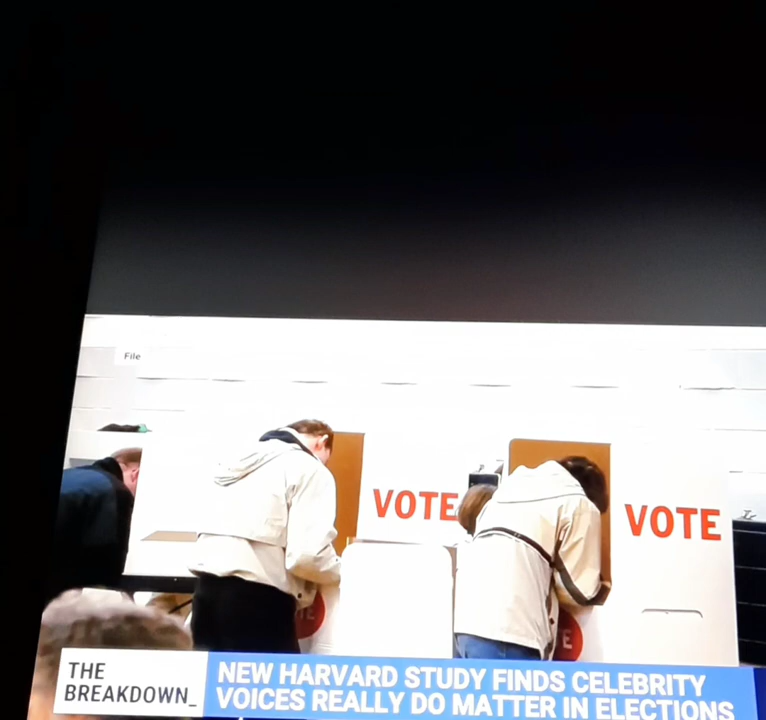 File
VOTE
VOTE
THE
BREAKDOWN_
NEW HARVARD STUDY FINDS CELEBRITY
VOICES REALLY DO MATTER IN ELECTIONS